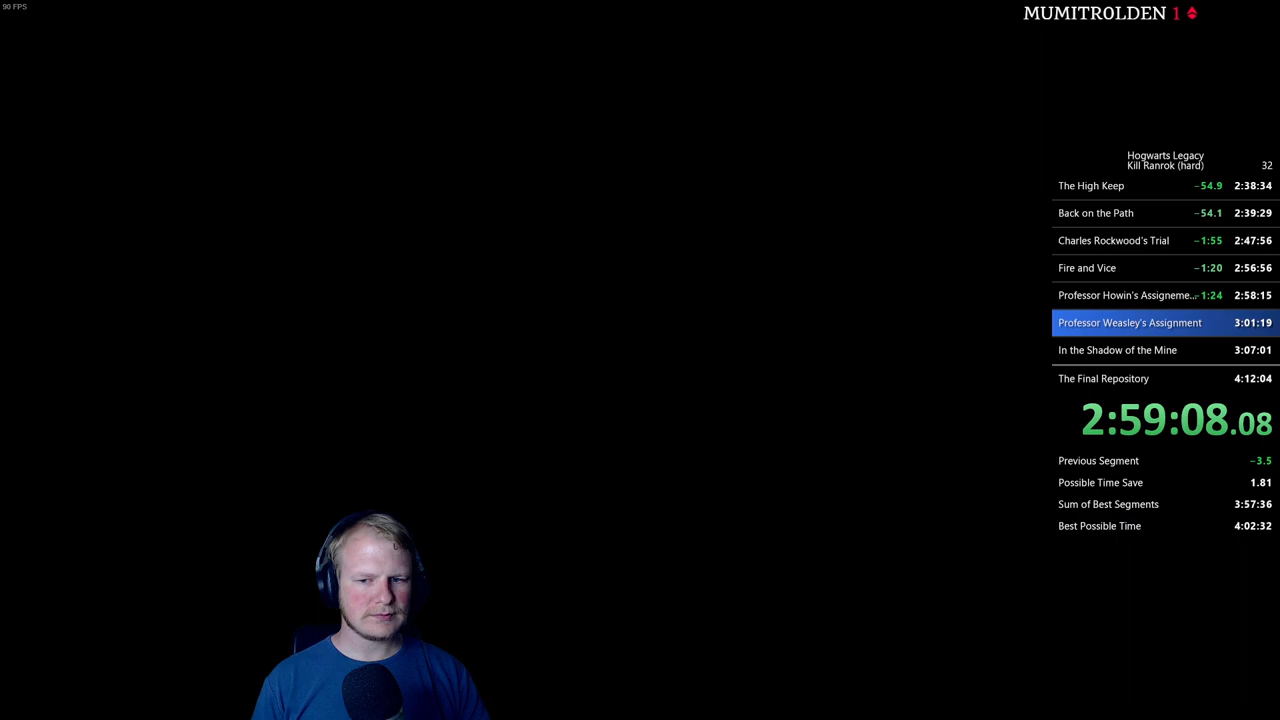 90 FPS
MUMITR0LDEN 1
Hogwarts Legacy
Kill Ranrok (hard) 32
The High Keep -54.9 2:38:34
Back on the Path -54.1 2:39:29
Charles Rockwood's Trial -1:55 2:47:56
Fire and Vice -1:20 2:56:56
Professor Howin's Assigneme... -1:24 2:58:15
Professor Weasley's Assignment 3:01:19
In the Shadow of the Mine 3:07:01
The Final Repository 4:12:04
2:59:08.08
Previous Segment -3.5
Possible Time Save 1.81
Sum of Best Segments 3:57:36
Best Possible Time 4:02:32